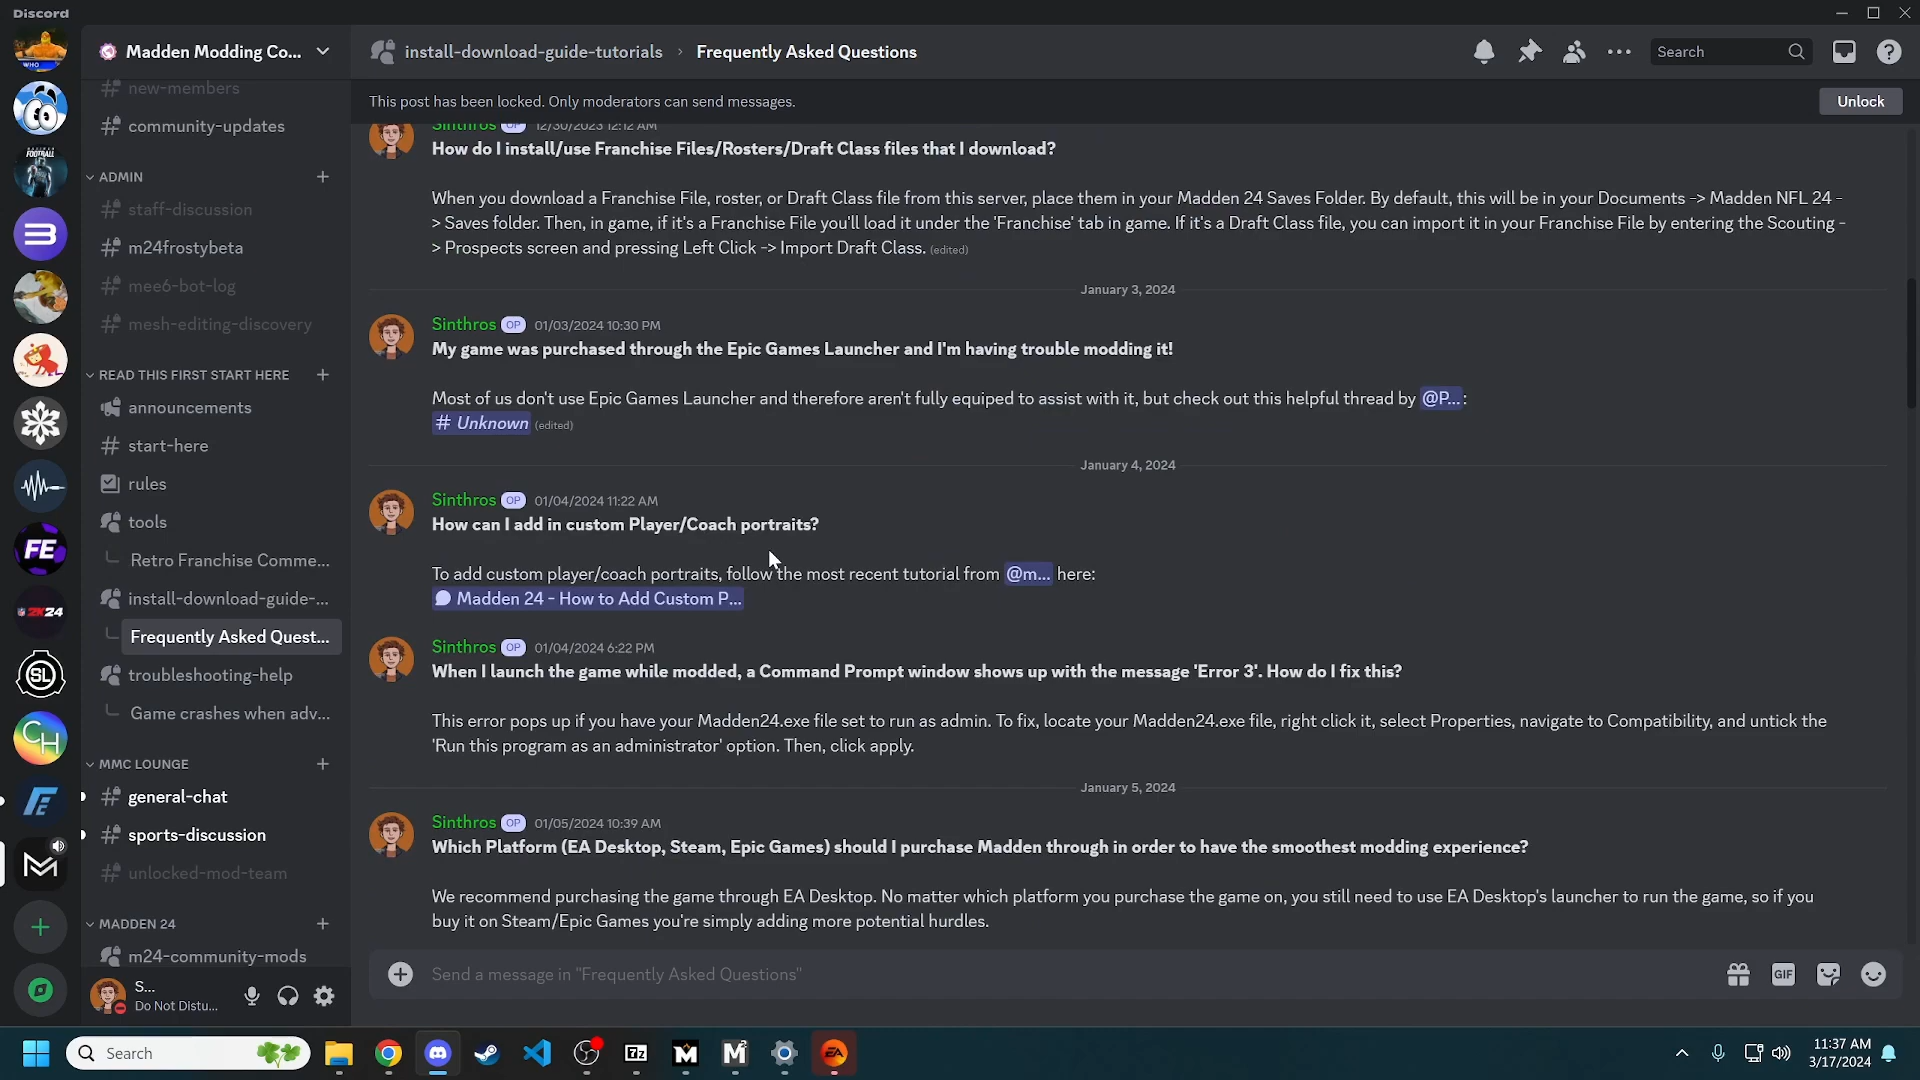 Discord
Madden Modding Co...
install-download-guide-tutorials
Frequently Asked Questions
Search
This post has been locked. Only moderators can send messages.
Unlock
new-members
community-updates
ADMIN
staff-discussion
m24frostybeta
mee6-bot-log
mesh-editing-discovery
READ THIS FIRST START HERE
announcements
start-here
rules
tools
Retro Franchise Comme...
install-download-guide-...
Frequently Asked Quest...
troubleshooting-help
Game crashes when adv...
MMC LOUNGE
general-chat
sports-discussion
unlocked-mod-team
MADDEN 24
m24-community-mods
S...
Do Not Distu...
WHO
FOOTBALL
FE
2K24
SL
CH
Sinthros OP 12/30/2023 12:12 AM
How do I install/use Franchise Files/Rosters/Draft Class files that I download?
When you download a Franchise File, roster, or Draft Class file from this server, place them in your Madden 24 Saves Folder. By default, this will be in your Documents -> Madden NFL 24 -
> Saves folder. Then, in game, if it's a Franchise File you'll load it under the 'Franchise' tab in game. If it's a Draft Class file, you can import it in your Franchise File by entering the Scouting -
> Prospects screen and pressing Left Click -> Import Draft Class. (edited)
January 3, 2024
Sinthros OP 01/03/2024 10:30 PM
My game was purchased through the Epic Games Launcher and I'm having trouble modding it!
Most of us don't use Epic Games Launcher and therefore aren't fully equiped to assist with it, but check out this helpful thread by @P...:
# Unknown (edited)
January 4, 2024
Sinthros OP 01/04/2024 11:22 AM
How can I add in custom Player/Coach portraits?
To add custom player/coach portraits, follow the most recent tutorial from @m... here:
Madden 24 - How to Add Custom P...
Sinthros OP 01/04/2024 6:22 PM
When I launch the game while modded, a Command Prompt window shows up with the message 'Error 3'. How do I fix this?
This error pops up if you have your Madden24.exe file set to run as admin. To fix, locate your Madden24.exe file, right click it, select Properties, navigate to Compatibility, and untick the
'Run this program as an administrator' option. Then, click apply.
January 5, 2024
Sinthros OP 01/05/2024 10:39 AM
Which Platform (EA Desktop, Steam, Epic Games) should I purchase Madden through in order to have the smoothest modding experience?
We recommend purchasing the game through EA Desktop. No matter which platform you purchase the game on, you still need to use EA Desktop's launcher to run the game, so if you
buy it on Steam/Epic Games you're simply adding more potential hurdles.
Send a message in "Frequently Asked Questions"
GIF
Search
7z
EA
11:37 AM
3/17/2024